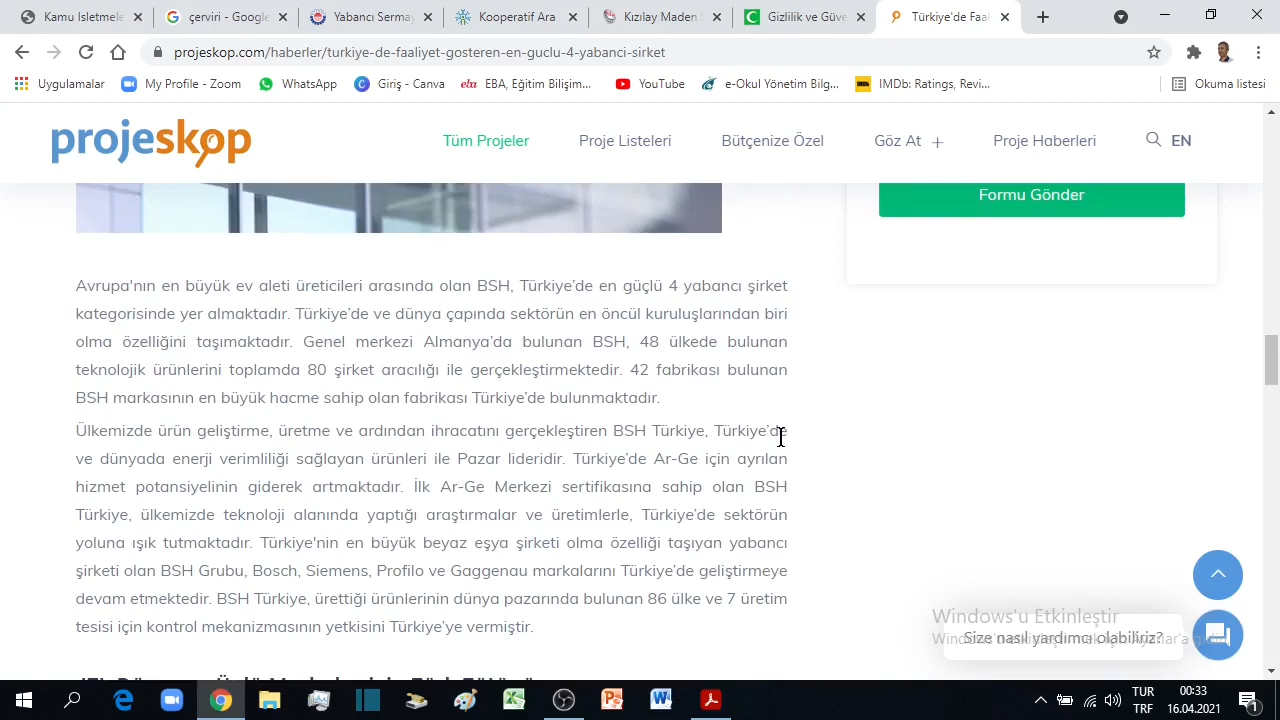 Kamu Isletmele
çerviri - Google
Yabancı Sermay
Kooperatif Ara
Kızılay Maden S
Gizlilik ve Güve
Türkiye'de Faal
projeskop.com/haberler/turkiye-de-faaliyet-gosteren-en-guclu-4-yabanci-sirket
Uygulamalar
My Profile - Zoom
WhatsApp
Giriş - Canva
eba EBA, Eğitim Bilişim...
YouTube
e-Okul Yönetim Bilg...
IMDb IMDb: Ratings, Revi...
Okuma listesi
projeskop
Tüm Projeler
Proje Listeleri
Bütçenize Özel
Göz At +
Proje Haberleri
EN
Formu Gönder
Avrupa'nın en büyük ev aleti üreticileri arasında olan BSH, Türkiye’de en güçlü 4 yabancı şirket
kategorisinde yer almaktadır. Türkiye’de ve dünya çapında sektörün en öncül kuruluşlarından biri
olma özelliğini taşımaktadır. Genel merkezi Almanya’da bulunan BSH, 48 ülkede bulunan
teknolojik ürünlerini toplamda 80 şirket aracılığı ile gerçekleştirmektedir. 42 fabrikası bulunan
BSH markasının en büyük hacme sahip olan fabrikası Türkiye’de bulunmaktadır.
Ülkemizde ürün geliştirme, üretme ve ardından ihracatını gerçekleştiren BSH Türkiye, Türkiye’de
ve dünyada enerji verimliliği sağlayan ürünleri ile Pazar lideridir. Türkiye’de Ar-Ge için ayrılan
hizmet potansiyelinin giderek artmaktadır. İlk Ar-Ge Merkezi sertifikasına sahip olan BSH
Türkiye, ülkemizde teknoloji alanında yaptığı araştırmalar ve üretimlerle, Türkiye’de sektörün
yoluna ışık tutmaktadır. Türkiye'nin en büyük beyaz eşya şirketi olma özelliği taşıyan yabancı
şirketi olan BSH Grubu, Bosch, Siemens, Profilo ve Gaggenau markalarını Türkiye’de geliştirmeye
devam etmektedir. BSH Türkiye, ürettiği ürünlerinin dünya pazarında bulunan 86 ülke ve 7 üretim
tesisi için kontrol mekanizmasının yetkisini Türkiye’ye vermiştir.
Windows'u Etkinleştir
Size nasıl yardımcı olabiliriz?
TUR
TRF
00:33
16.04.2021
1